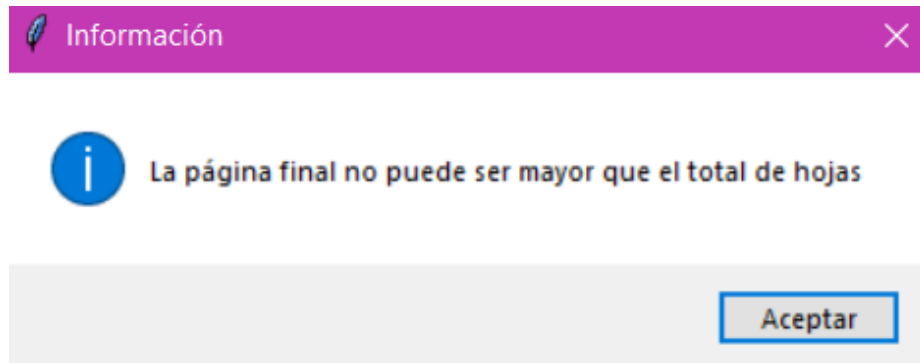 Información
La página final no puede ser mayor que el total de hojas
Aceptar